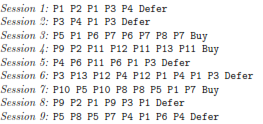 Session 1: P1 P2 P1 P3 P4 Defer
Session 2: P3 P4 P1 P3 Defer
Session 3: P5 P1 P6 P7 P6 P7 P8 P7 Buy
Session 4: P9 P2 P11 P12 P11 P13 P11 Buy
Session 5: P4 P6 P11 P6 P1 P3 Defer
Session 6: P3 P13 P12 P4 P12 P1 P4 P1 P3 Defer
Session 7: P10 P5 P10 P8 P8 P5 P1 P7 Buy
Session 8: P9 P2 P1 P9 P3 P1 Defer
Session 9: P5 P8 P5 P7 P4 P1 P6 P4 Defer